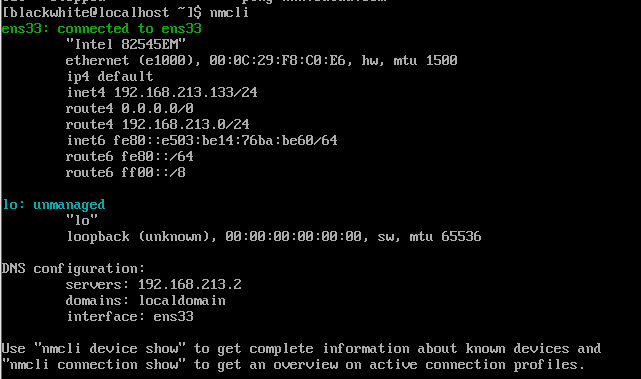 [blackwhite@localhost ~]$ nmcli
ens33: connected to ens33
"Intel 82545EM"
ethernet (e1000), 00:0C:29:F8:C0:E6, hw, mtu 1500
ip4 default
inet4 192.168.213.133/24
route4 0.0.0.0/0
route4 192.168.213.0/24
inet6 fe80::e503:be14:76ba:be60/64
route6 fe80::/64
route6 ff00::/8
lo: unmanaged
"lo"
loopback (unknown), 00:00:00:00:00:00, sw, mtu 65536
DNS configuration:
servers: 192.168.213.2
domains: localdomain
interface: ens33
Use "nmcli device show" to get complete information about known devices and
"nmcli connection show" to get an overview on active connection profiles.